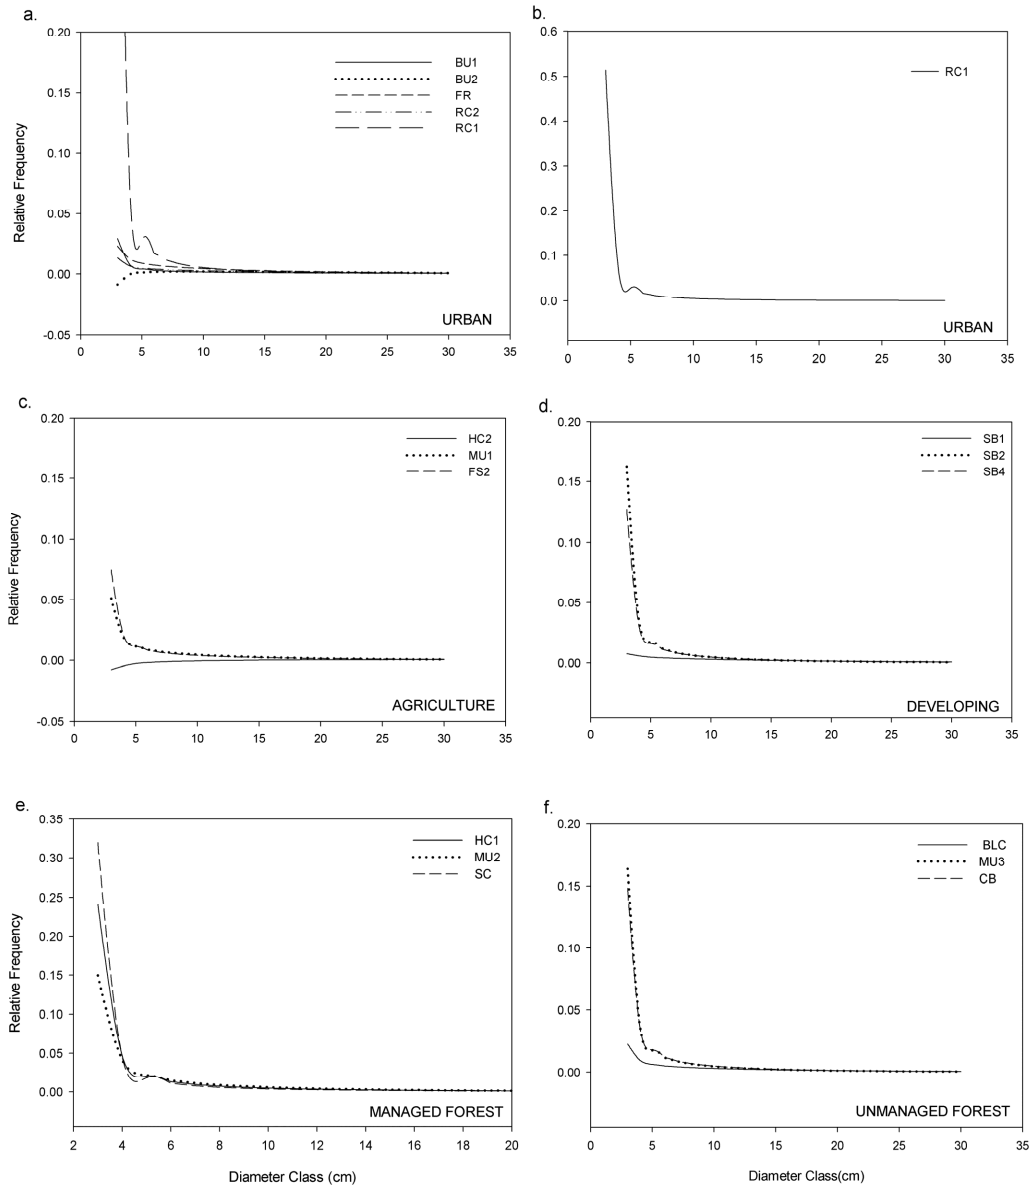 a.
0.20
0.15
0.10
0.05
0.00
-0.05
Relative Frequency
BU1
BU2
FR
RC2
RC1
URBAN
0 5 10 15 20 25 30 35
b.
0.6
0.5
0.4
0.3
0.2
0.1
0.0
RC1
URBAN
0 5 10 15 20 25 30 35
c.
0.20
0.15
0.10
0.05
0.00
-0.05
Relative Frequency
HC2
MU1
FS2
AGRICULTURE
0 5 10 15 20 25 30 35
d.
0.20
0.15
0.10
0.05
0.00
SB1
SB2
SB4
DEVELOPING
0 5 10 15 20 25 30 35
e.
0.35
0.30
0.25
0.20
0.15
0.10
0.05
0.00
Relative Frequency
HC1
MU2
SC
MANAGED FOREST
2 4 6 8 10 12 14 16 18 20
Diameter Class (cm)
f.
0.20
0.15
0.10
0.05
0.00
BLC
MU3
CB
UNMANAGED FOREST
0 5 10 15 20 25 30 35
Diameter Class(cm)